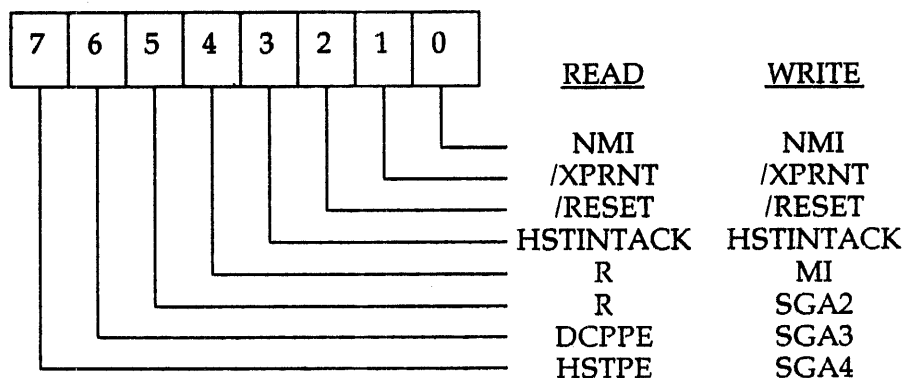 7 6 5 4 3 2 1 0
READ WRITE
NMI NMI
/XPRNT /XPRNT
/RESET /RESET
HSTINTACK HSTINTACK
R MI
R SGA2
DCPPE SGA3
HSTPE SGA4